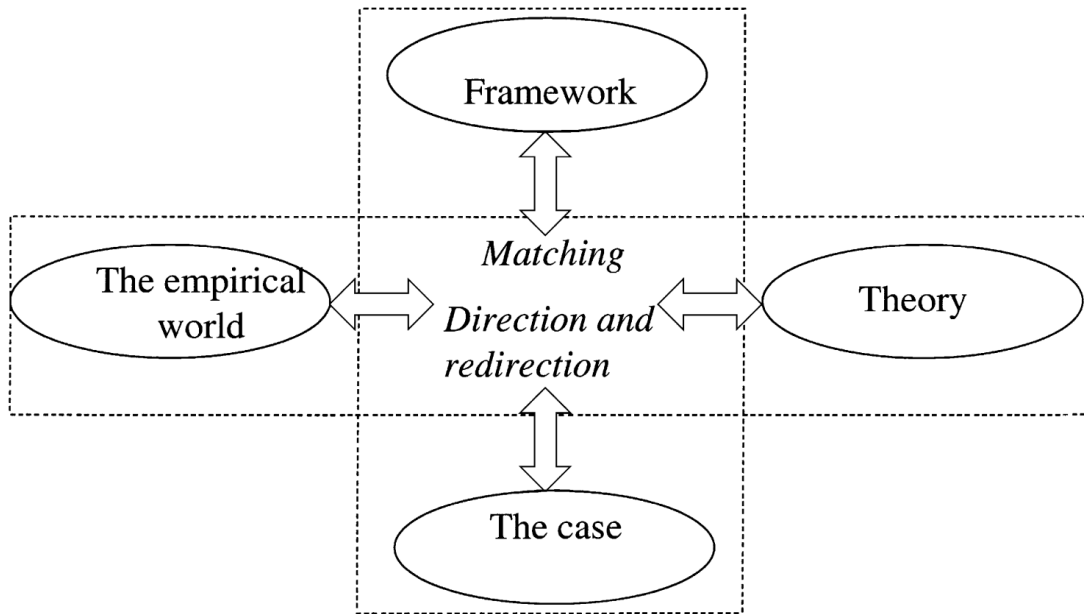 Framework
Matching
The empirical
world
Direction and
redirection
Theory
The case